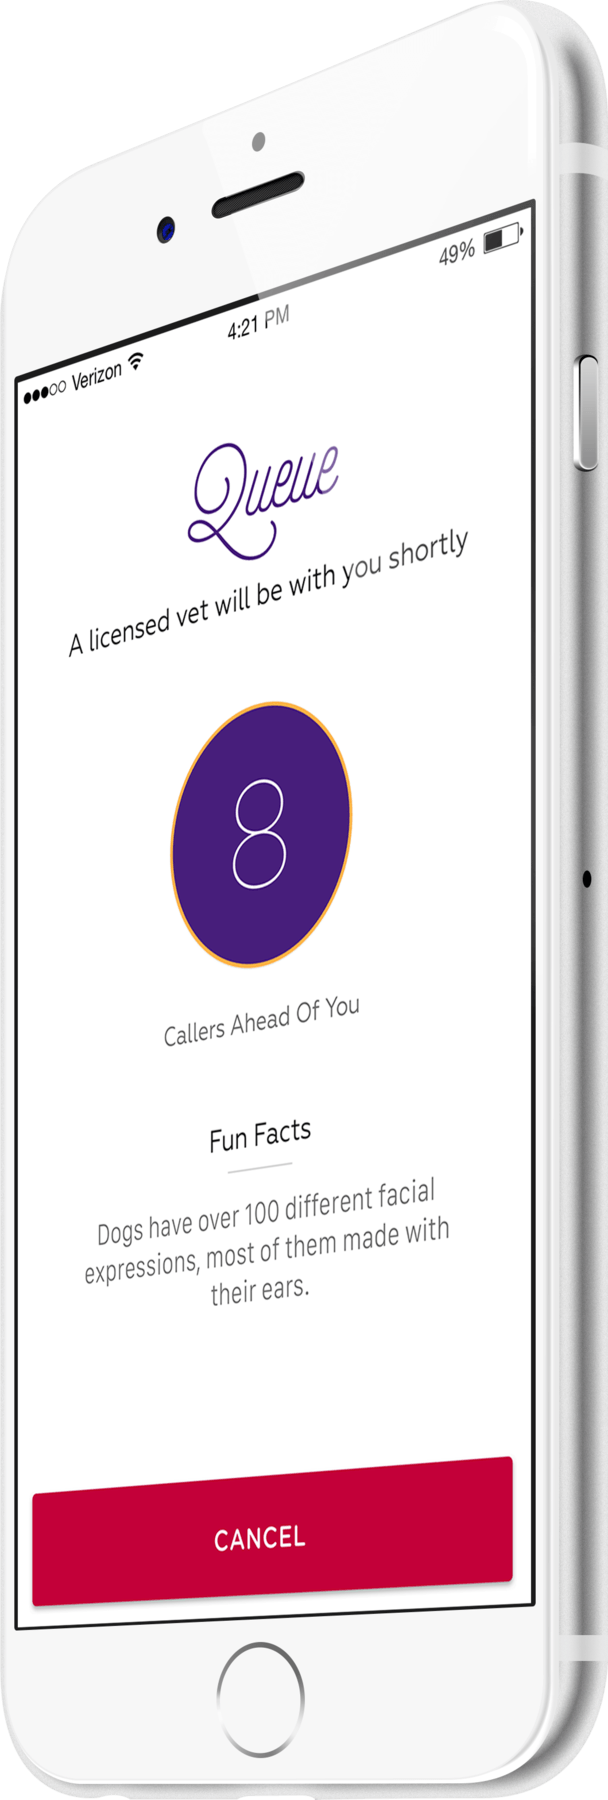 ●●●○○ Verizon 4:21 PM 49%
Queue
A licensed vet will be with you shortly
8
Callers Ahead Of You
Fun Facts
Dogs have over 100 different facial
expressions, most of them made with
their ears.
CANCEL